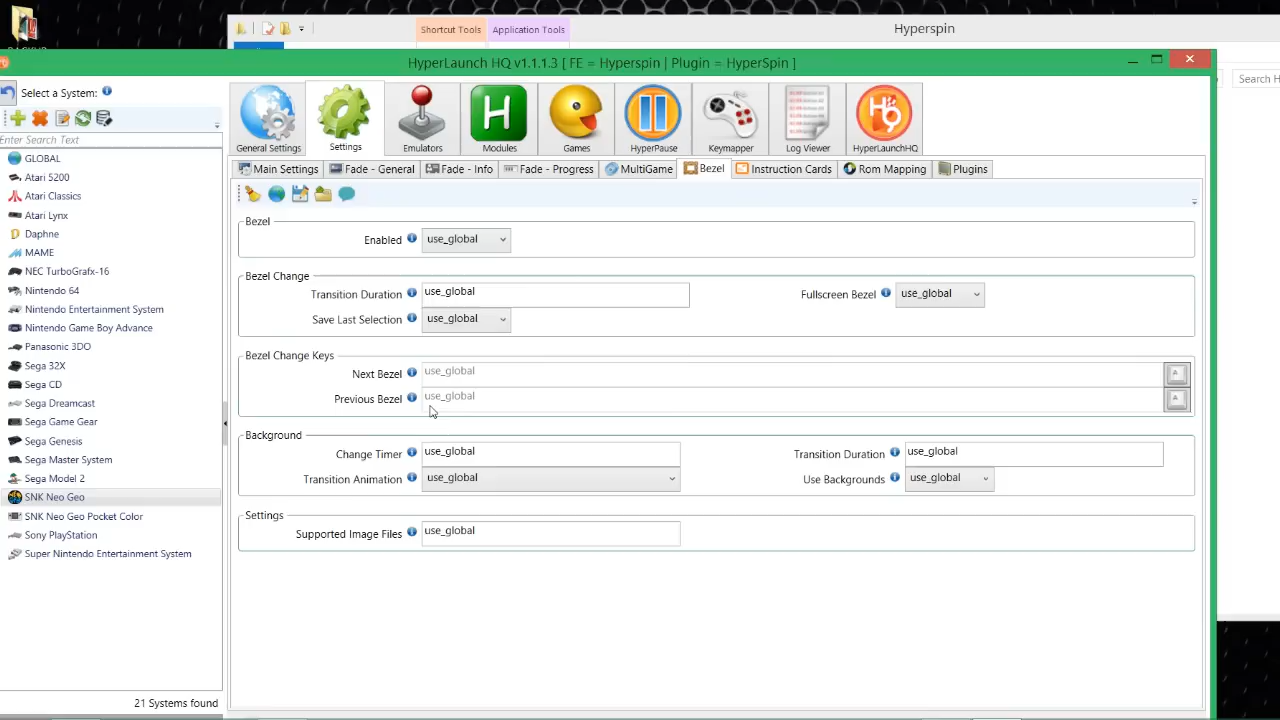 Shortcut Tools
Application Tools
Hyperspin
HyperLaunch HQ v1.1.1.3 [ FE = Hyperspin | Plugin = HyperSpin ]
Search H
Select a System:
Enter Search Text
GLOBAL
Atari 5200
Atari Classics
Atari Lynx
Daphne
MAME
NEC TurboGrafx-16
Nintendo 64
Nintendo Entertainment System
Nintendo Game Boy Advance
Panasonic 3DO
Sega 32X
Sega CD
Sega Dreamcast
Sega Game Gear
Sega Genesis
Sega Master System
Sega Model 2
SNK Neo Geo
SNK Neo Geo Pocket Color
Sony PlayStation
Super Nintendo Entertainment System
21 Systems found
General Settings
Settings
Emulators
H
Modules
Games
HyperPause
Keymapper
Log Viewer
HQ
HyperLaunchHQ
Main Settings
Fade - General
Fade - Info
Fade - Progress
MultiGame
Bezel
Instruction Cards
Rom Mapping
Plugins
Bezel
Enabled use_global
Bezel Change
Transition Duration use_global
Fullscreen Bezel use_global
Save Last Selection use_global
Bezel Change Keys
Next Bezel use_global A
Previous Bezel use_global A
Background
Change Timer use_global
Transition Duration use_global
Transition Animation use_global
Use Backgrounds use_global
Settings
Supported Image Files use_global